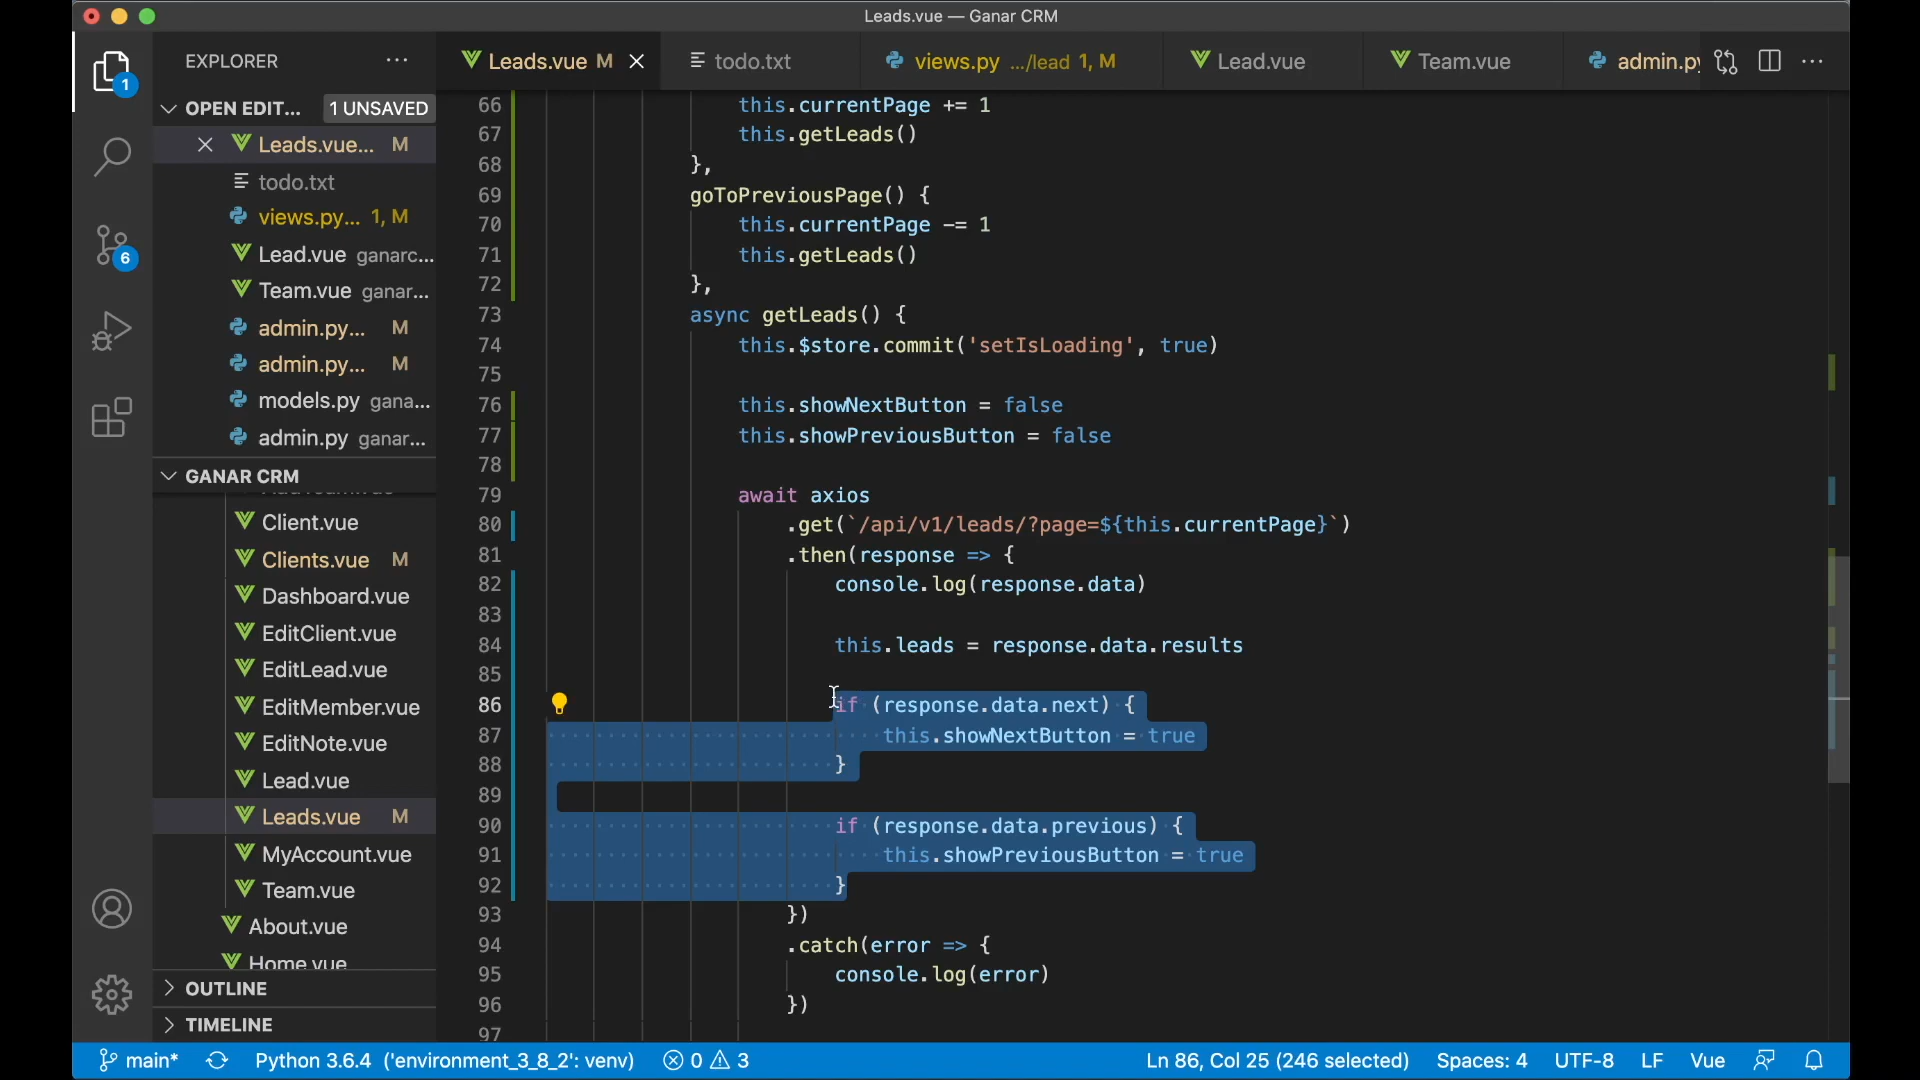 Leads.vue — Ganar CRM
EXPLORER
Leads.vue M
todo.txt
views.py .../lead 1, M
Lead.vue
Team.vue
admin.py
OPEN EDIT... 1 UNSAVED
Leads.vue... M
todo.txt
views.py... 1, M
Lead.vue ganarc...
Team.vue ganar...
admin.py... M
admin.py... M
models.py gana...
admin.py ganar...
GANAR CRM
Client.vue
Clients.vue M
Dashboard.vue
EditClient.vue
EditLead.vue
EditMember.vue
EditNote.vue
Lead.vue
Leads.vue M
MyAccount.vue
Team.vue
About.vue
Home.vue
OUTLINE
TIMELINE
1
6
66 this.currentPage += 1
67 this.getLeads()
68 },
69 goToPreviousPage() {
70 this.currentPage -= 1
71 this.getLeads()
72 },
73 async getLeads() {
74 this.$store.commit('setIsLoading', true)
75
76 this.showNextButton = false
77 this.showPreviousButton = false
78
79 await axios
80 .get(`/api/v1/leads/?page=${this.currentPage}`)
81 .then(response => {
82 console.log(response.data)
83
84 this.leads = response.data.results
85
86 if (response.data.next) {
87 this.showNextButton = true
88 }
89
90 if (response.data.previous) {
91 this.showPreviousButton = true
92 }
93 })
94 .catch(error => {
95 console.log(error)
96 })
97
main* Python 3.6.4 ('environment_3_8_2': venv) 0 3 Ln 86, Col 25 (246 selected) Spaces: 4 UTF-8 LF Vue